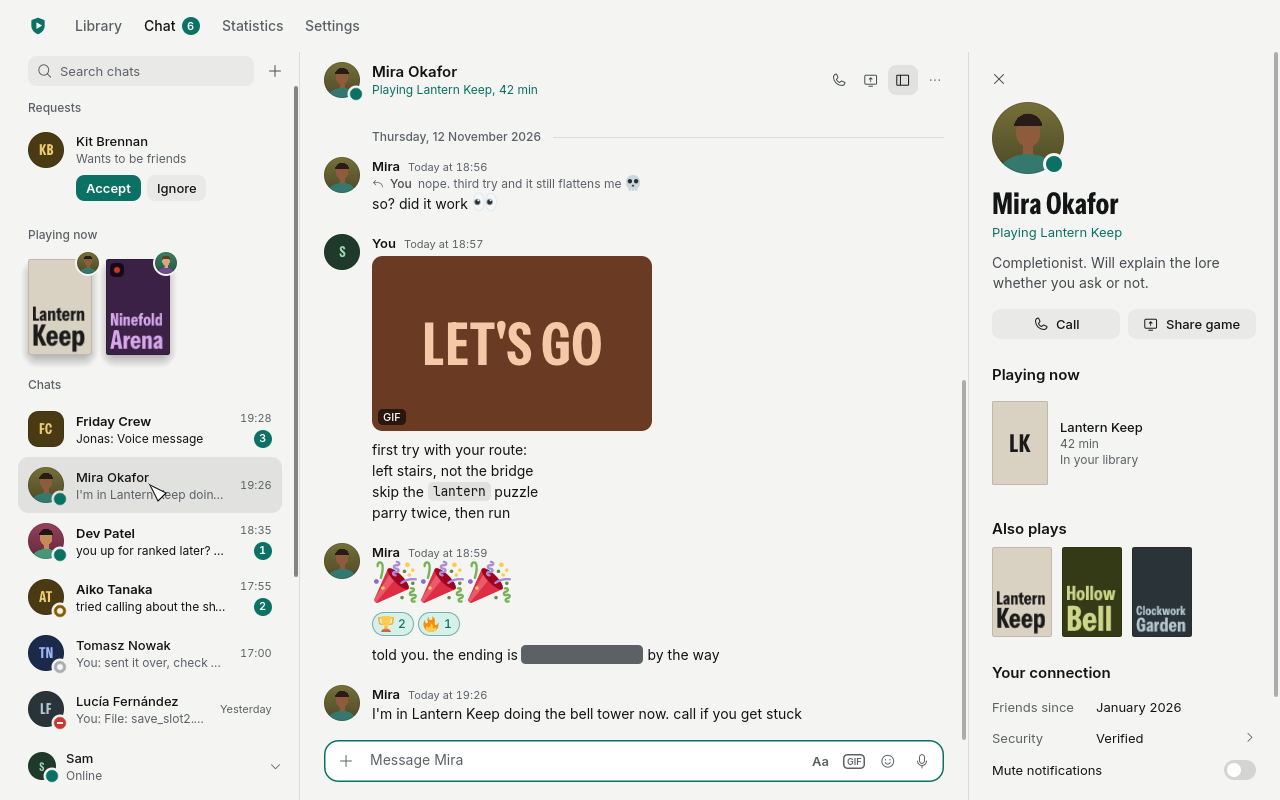 Library
Chat 6
Statistics
Settings
Search chats
Requests
KB
Kit Brennan
Wants to be friends
Accept
Ignore
Playing now
Lantern
Keep
Ninefold
Arena
Chats
FC
Friday Crew
19:28
Jonas: Voice message
3
Mira Okafor
19:26
I'm in Lantern Keep doin...
Dev Patel
18:35
you up for ranked later? ...
1
AT
Aiko Tanaka
17:55
tried calling about the sh...
2
TN
Tomasz Nowak
17:00
You: sent it over, check ...
LF
Lucía Fernández
Yesterday
You: File: save_slot2....
S
Sam
Online
Mira Okafor
Playing Lantern Keep, 42 min
Thursday, 12 November 2026
Mira Today at 18:56
You nope. third try and it still flattens me 💀
so? did it work 👀
S
You Today at 18:57
LET'S GO
GIF
first try with your route:
left stairs, not the bridge
skip the lantern puzzle
parry twice, then run
Mira Today at 18:59
🎉🎉🎉
🏆 2 🔥 1
told you. the ending is by the way
Mira Today at 19:26
I'm in Lantern Keep doing the bell tower now. call if you get stuck
Message Mira
Aa
GIF
Mira Okafor
Playing Lantern Keep
Completionist. Will explain the lore
whether you ask or not.
Call
Share game
Playing now
LK
Lantern Keep
42 min
In your library
Also plays
Lantern
Keep
Hollow
Bell
Clockwork
Garden
Your connection
Friends since January 2026
Security Verified
Mute notifications